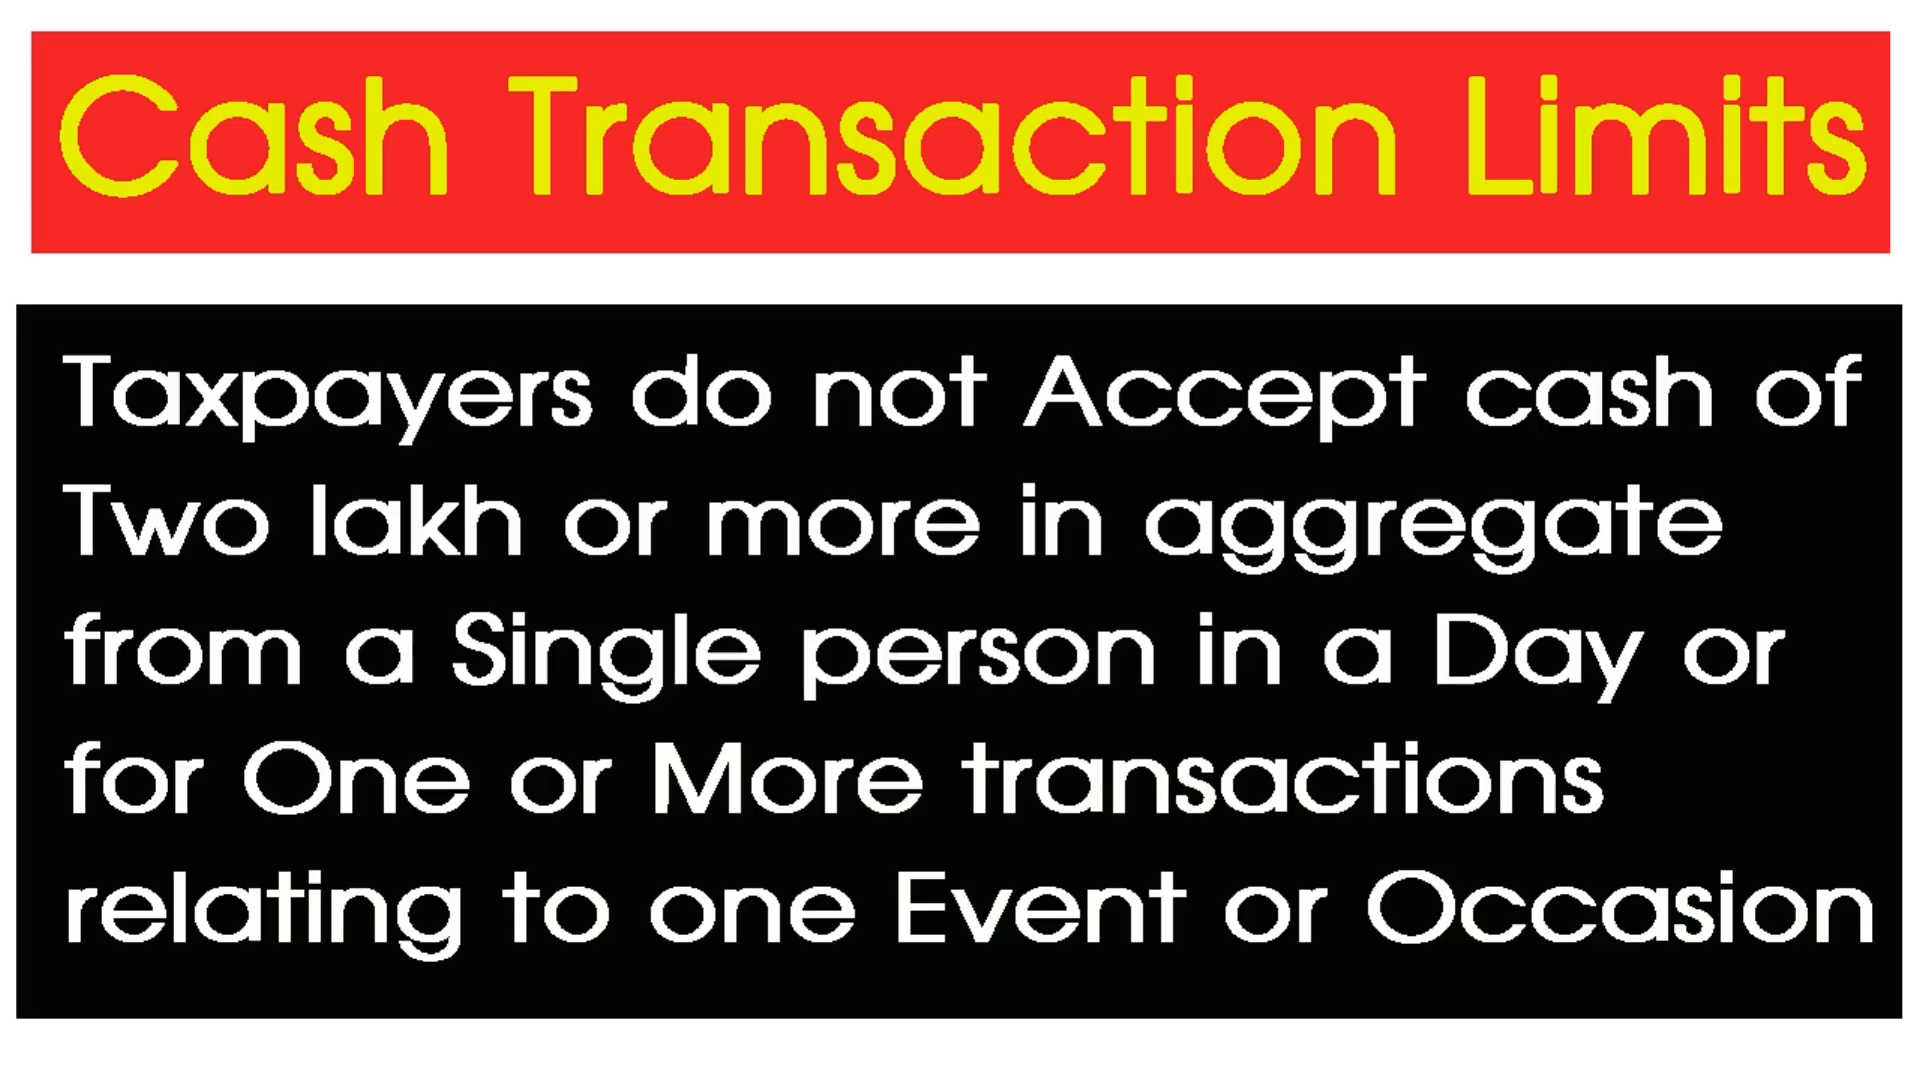 Cash Transaction Limits
Taxpayers do not Accept cash of
Two lakh or more in aggregate
from a Single person in a Day or
for One or More transactions
relating to one Event or Occasion